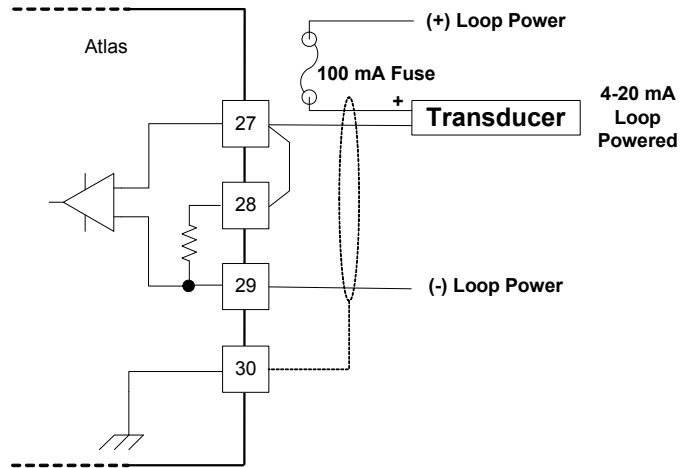 (+) Loop Power
Atlas
100 mA Fuse
+
Transducer
4-20 mA
Loop
Powered
27
28
29
(-) Loop Power
30